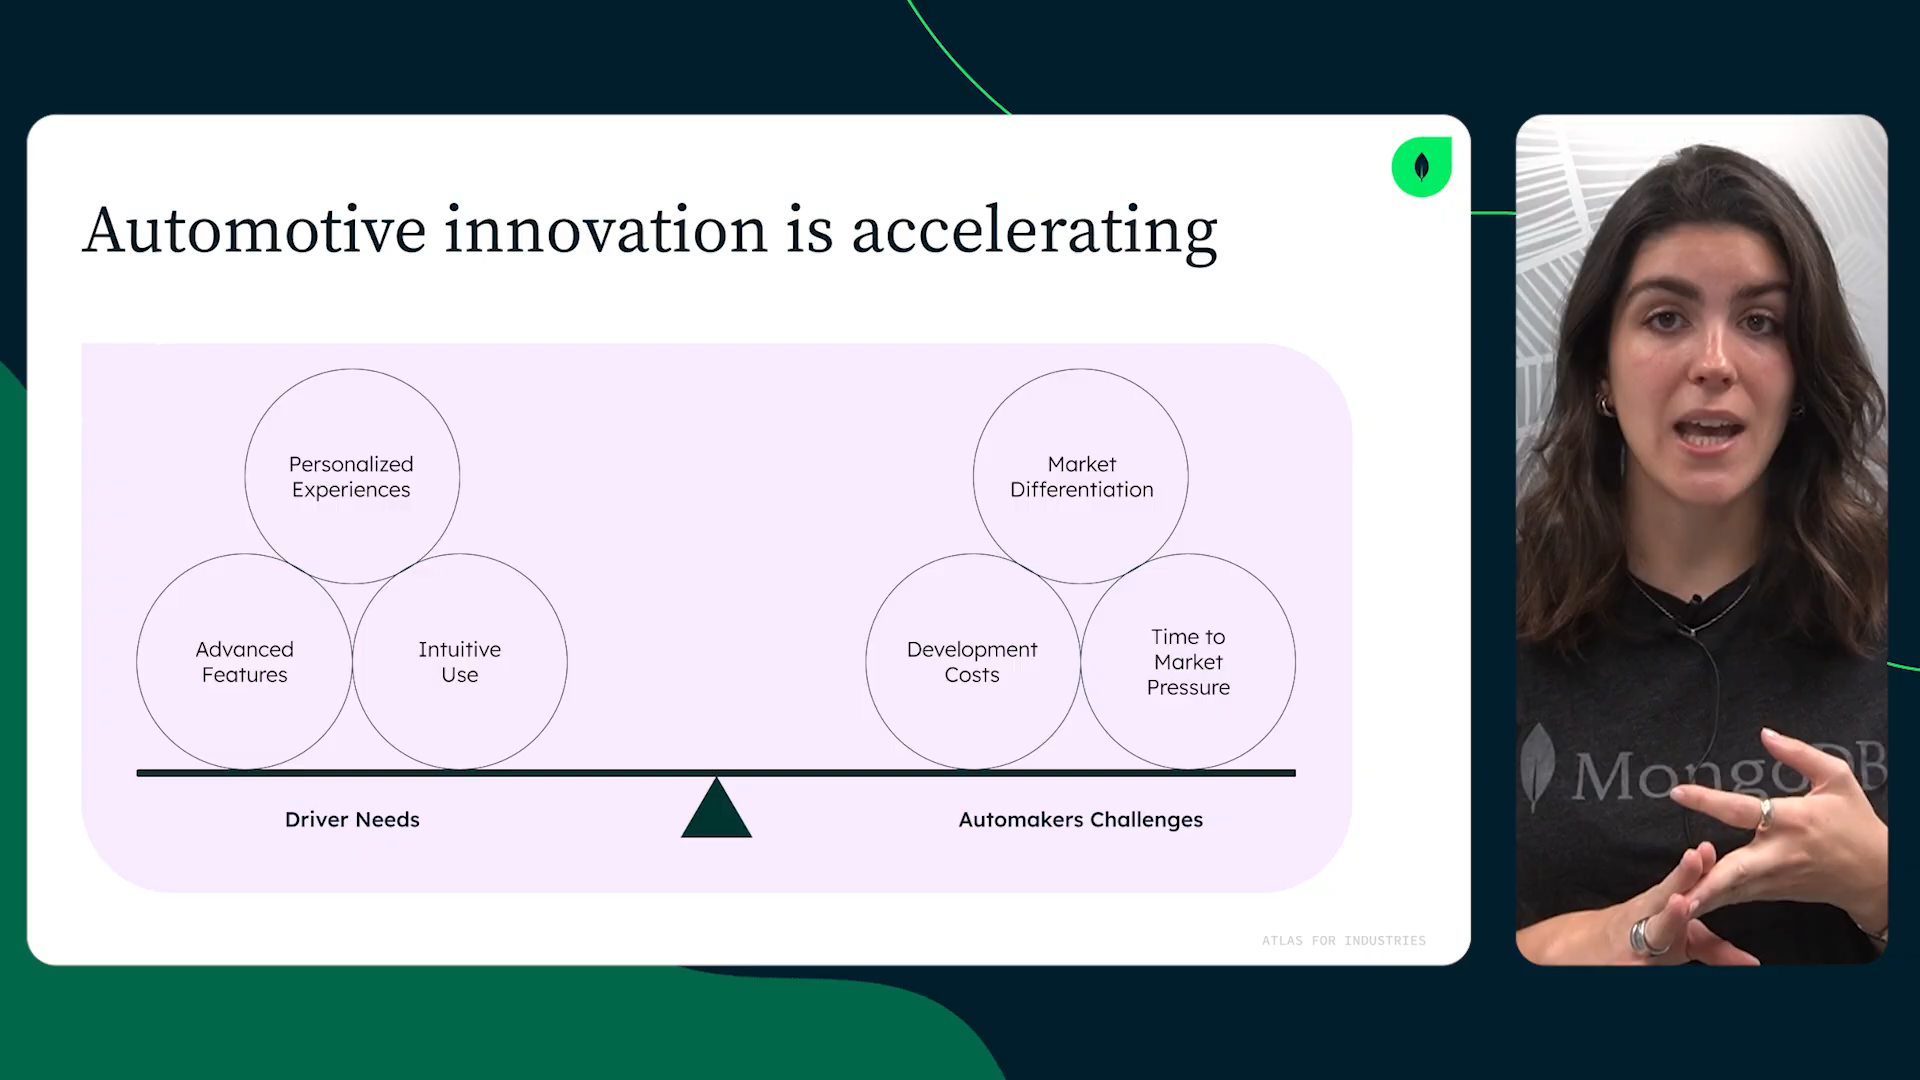 Automotive innovation is accelerating
Personalized
Experiences
Advanced
Features
Intuitive
Use
Driver Needs
Market
Differentiation
Development
Costs
Time to
Market
Pressure
Automakers Challenges
ATLAS FOR INDUSTRIES
MongoDB